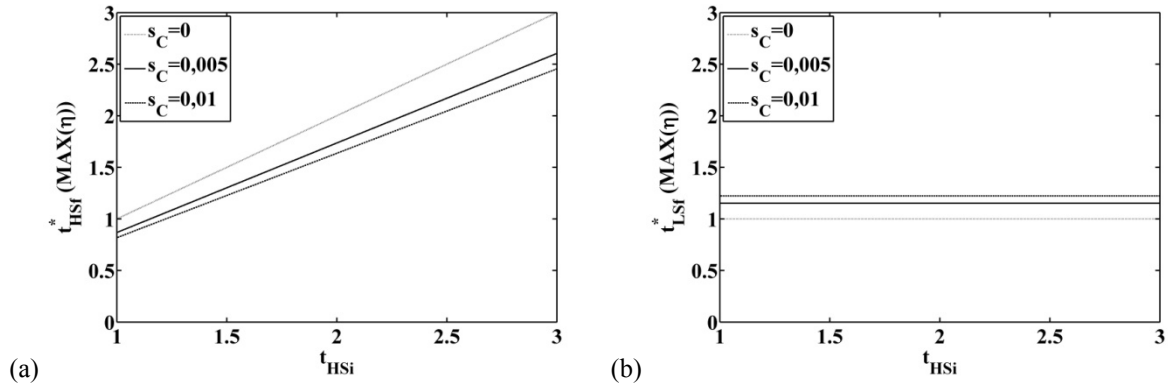 s_C=0
s_C=0,005
s_C=0,01
3
2.5
2
1.5
1
0.5
0
t*_HSf (MAX(η))
1
1.5
2
2.5
3
t_HSi
(a)
s_C=0
s_C=0,005
s_C=0,01
3
2.5
2
1.5
1
0.5
0
t*_LSf (MAX(η))
1
1.5
2
2.5
3
t_HSi
(b)